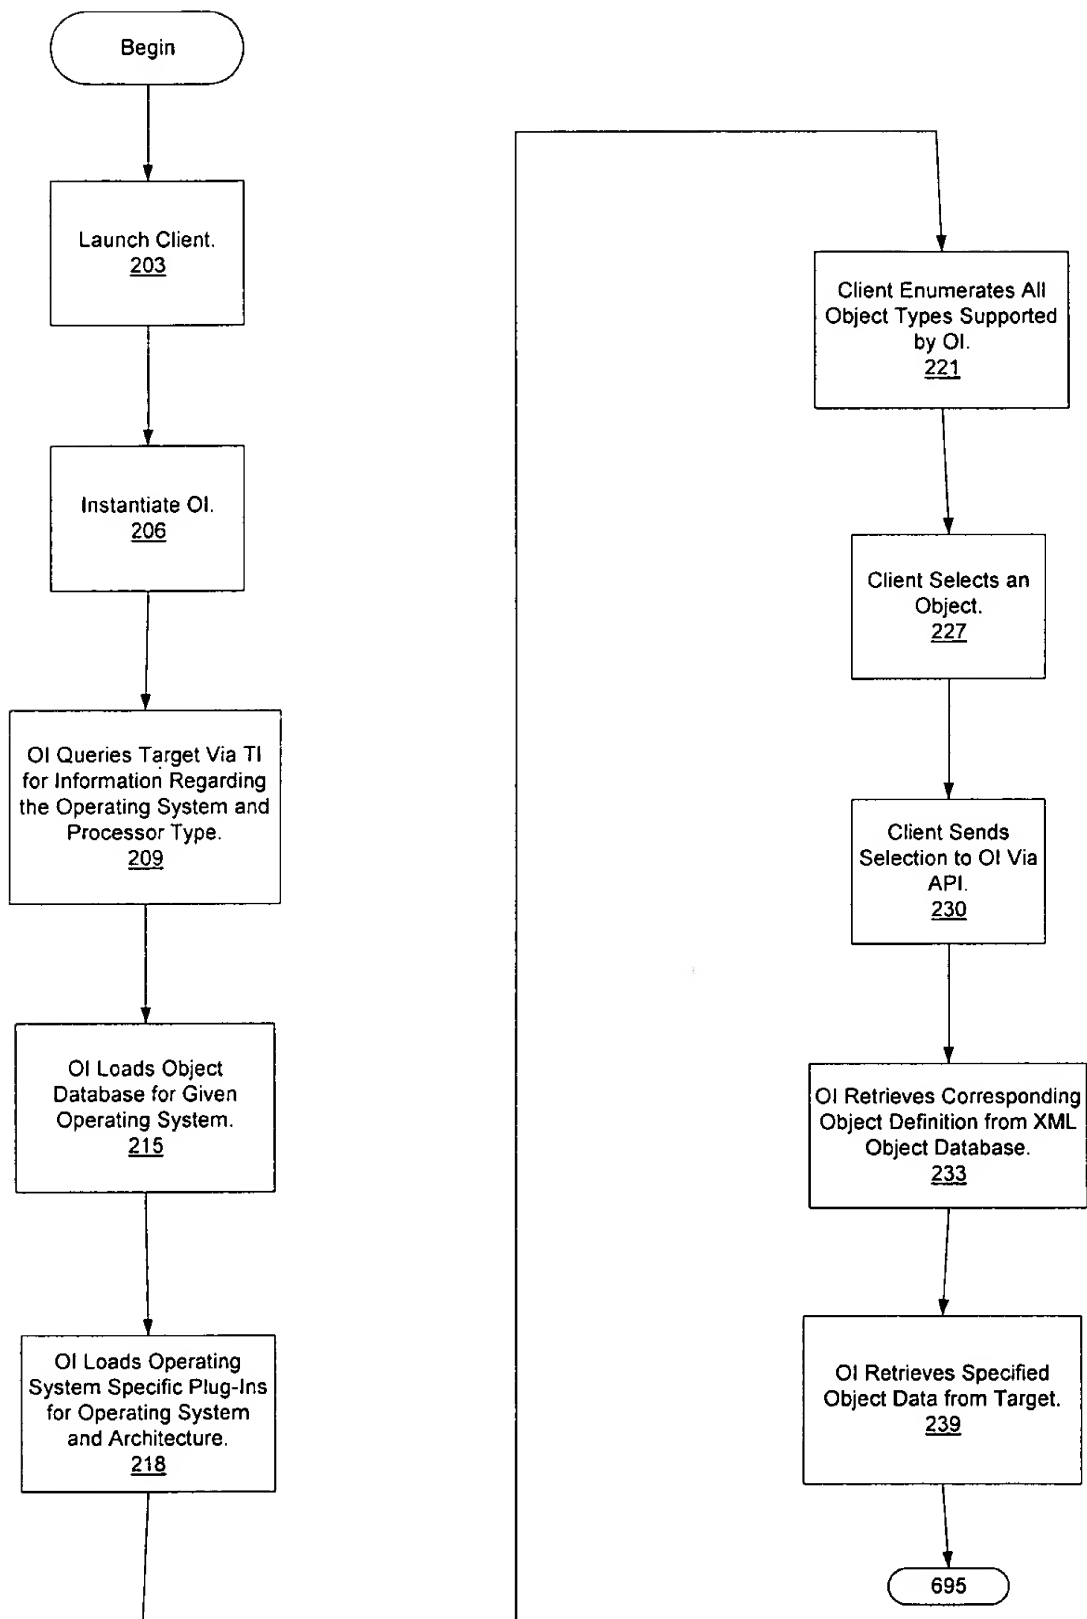 Begin
Launch Client.
203
Instantiate OI.
206
OI Queries Target Via TI
for Information Regarding
the Operating System and
Processor Type.
209
OI Loads Object
Database for Given
Operating System.
215
OI Loads Operating
System Specific Plug-Ins
for Operating System
and Architecture.
218
Client Enumerates All
Object Types Supported
by OI.
221
Client Selects an
Object.
227
Client Sends
Selection to OI Via
API.
230
OI Retrieves Corresponding
Object Definition from XML
Object Database.
233
OI Retrieves Specified
Object Data from Target.
239
695